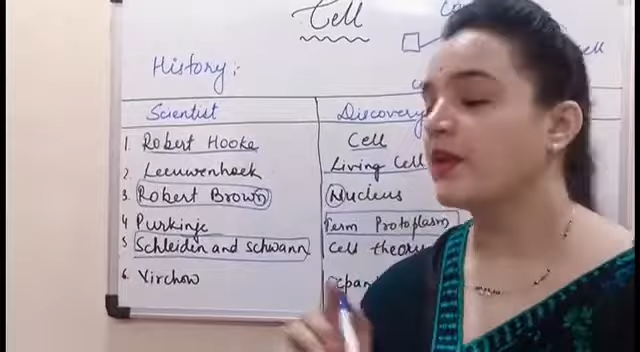 Cell
cell
History:
Scientist Discovery
1. Robert Hooke Cell
2. Leeuwenhoek Living Cell
3. Robert Brown Nucleus
4 Purkinje Term Protoplasm
5 Schleiden and Schwann Cell theory
6. Virchow